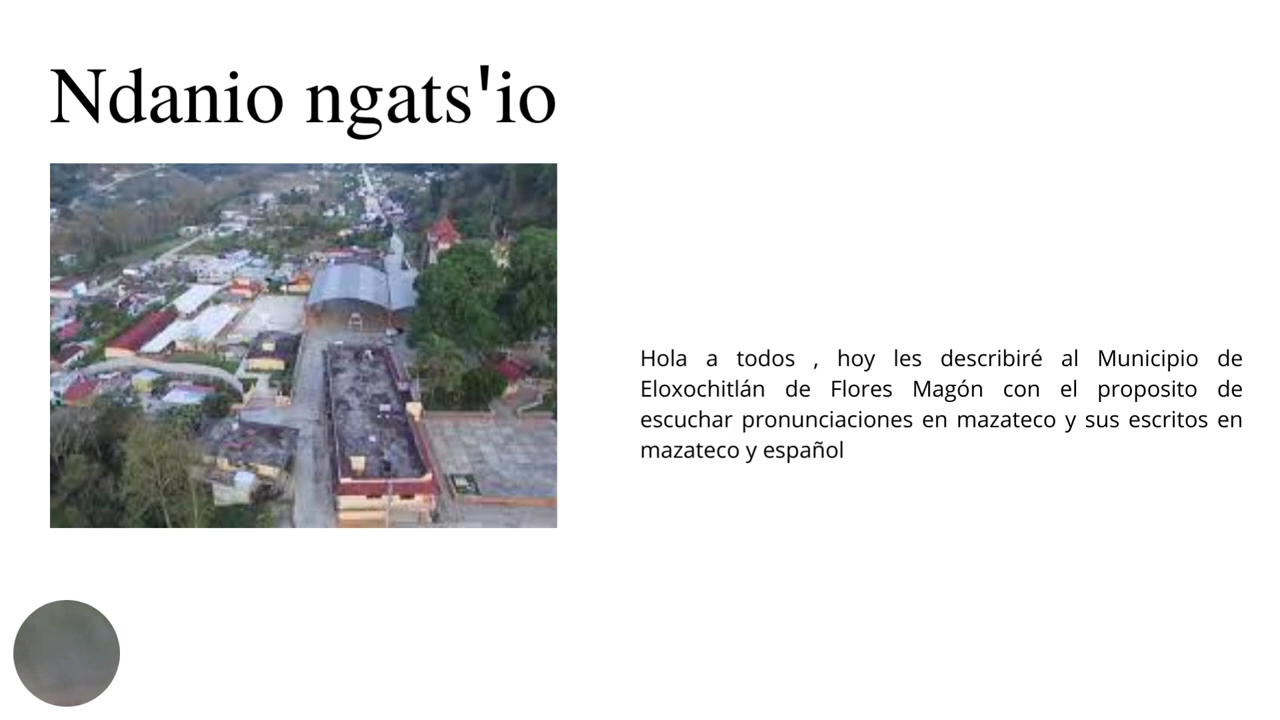 Ndanio ngats'io
Hola a todos , hoy les describiré al Municipio de
Eloxochitlán de Flores Magón con el proposito de
escuchar pronunciaciones en mazateco y sus escritos en
mazateco y español